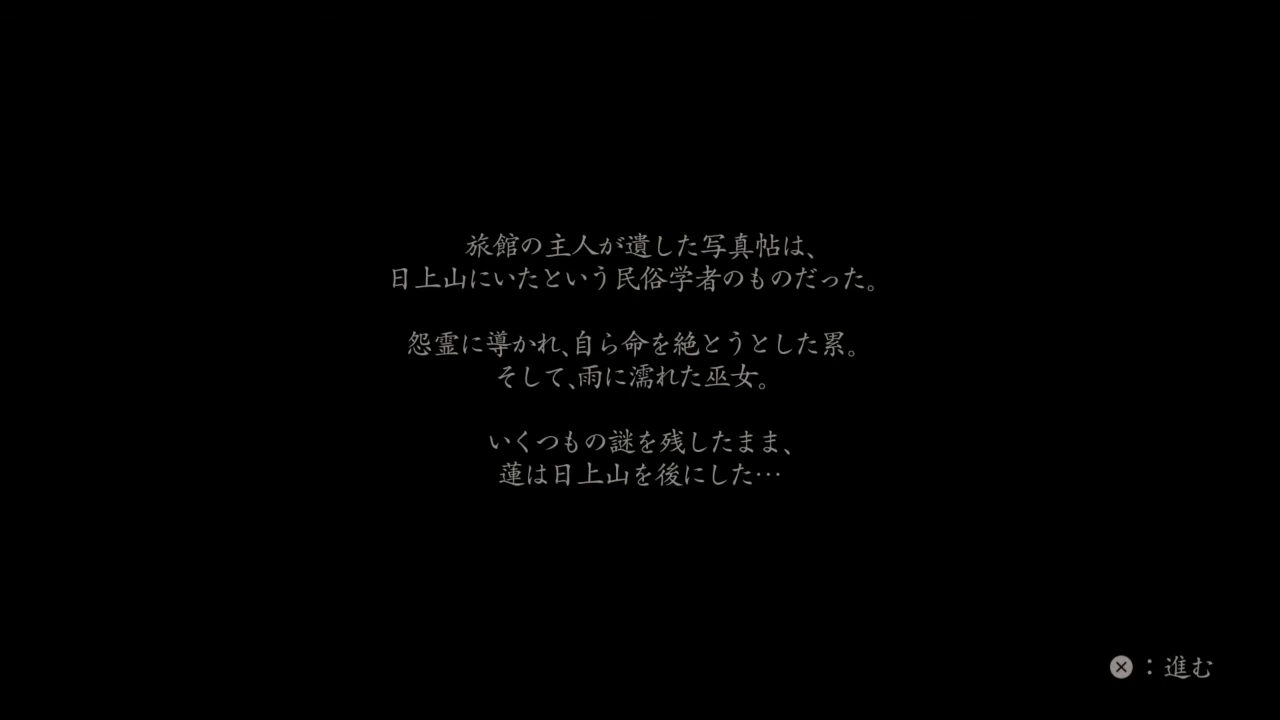 旅館の主人が遺した写真帖は、
日上山にいたという民俗学者のものだった。
怨霊に導かれ、自ら命を絶とうとした累。
そして、雨に濡れた巫女。
いくつもの謎を残したまま、
蓮は日上山を後にした…
⊗：進む